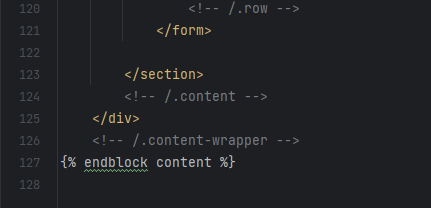 120 <!-- /.row -->
121 </form>
122
123 </section>
124 <!-- /.content -->
125 </div>
126 <!-- /.content-wrapper -->
127 {% endblock content %}
128